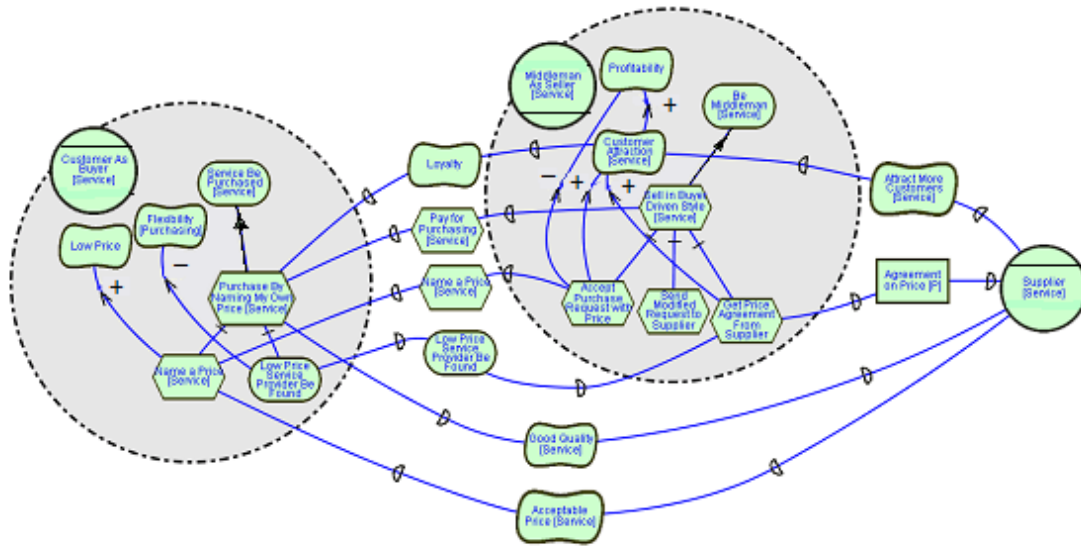 Profitability
Middleman
As Seller
[Service]
+
Be
Middleman
[Service]
Customer As
Buyer
[Service]
Service Be
Purchased
[Service]
Loyalty
Customer
Attraction
[Service]
Attract More
Customers
[Service]
−
+
+
Flexibility
[Purchasing]
Low Price
−
+
Pay for
Purchasing
[Service]
Sell in Buyer
Driven Style
[Service]
Purchase By
Naming My Own
Price [Service]
Name a Price
[Service]
Accept
Purchase
Request with
Price
Send
Modified
Request to
Supplier
Get Price
Agreement
From
Supplier
Agreement
on Price [P]
Supplier
[Service]
Name a Price
[Service]
Low Price
Service
Provider Be
Found
Low Price
Service
Provider Be
Found
Good Quality
[Service]
Acceptable
Price [Service]